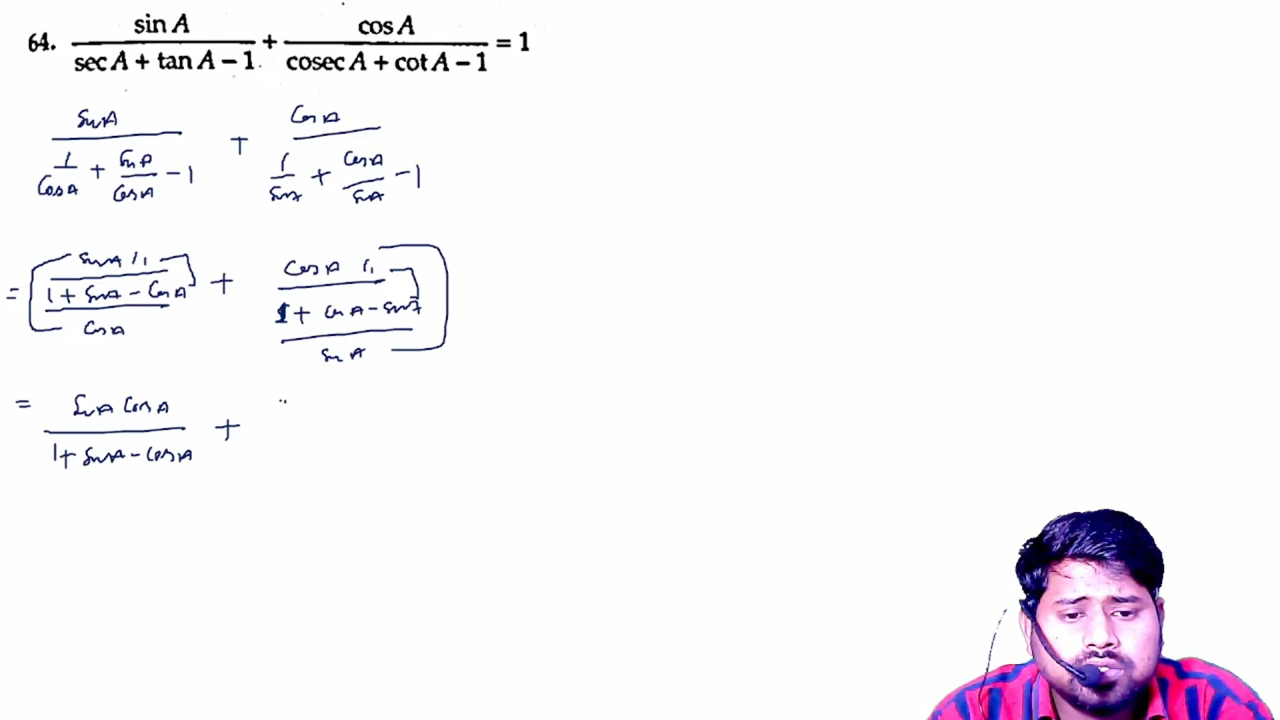 64. sin A / (sec A + tan A − 1) + cos A / (cosec A + cot A − 1) = 1
sinA / (1/cosA + sinA/cosA − 1) + cosA / (1/sinA + cosA/sinA − 1)
= (sinA/1) / ((1 + sinA − cosA)/cosA) + (cosA/1) / ((1 + cosA − sinA)/sinA)
= sinA cosA / (1 + sinA − cosA) +